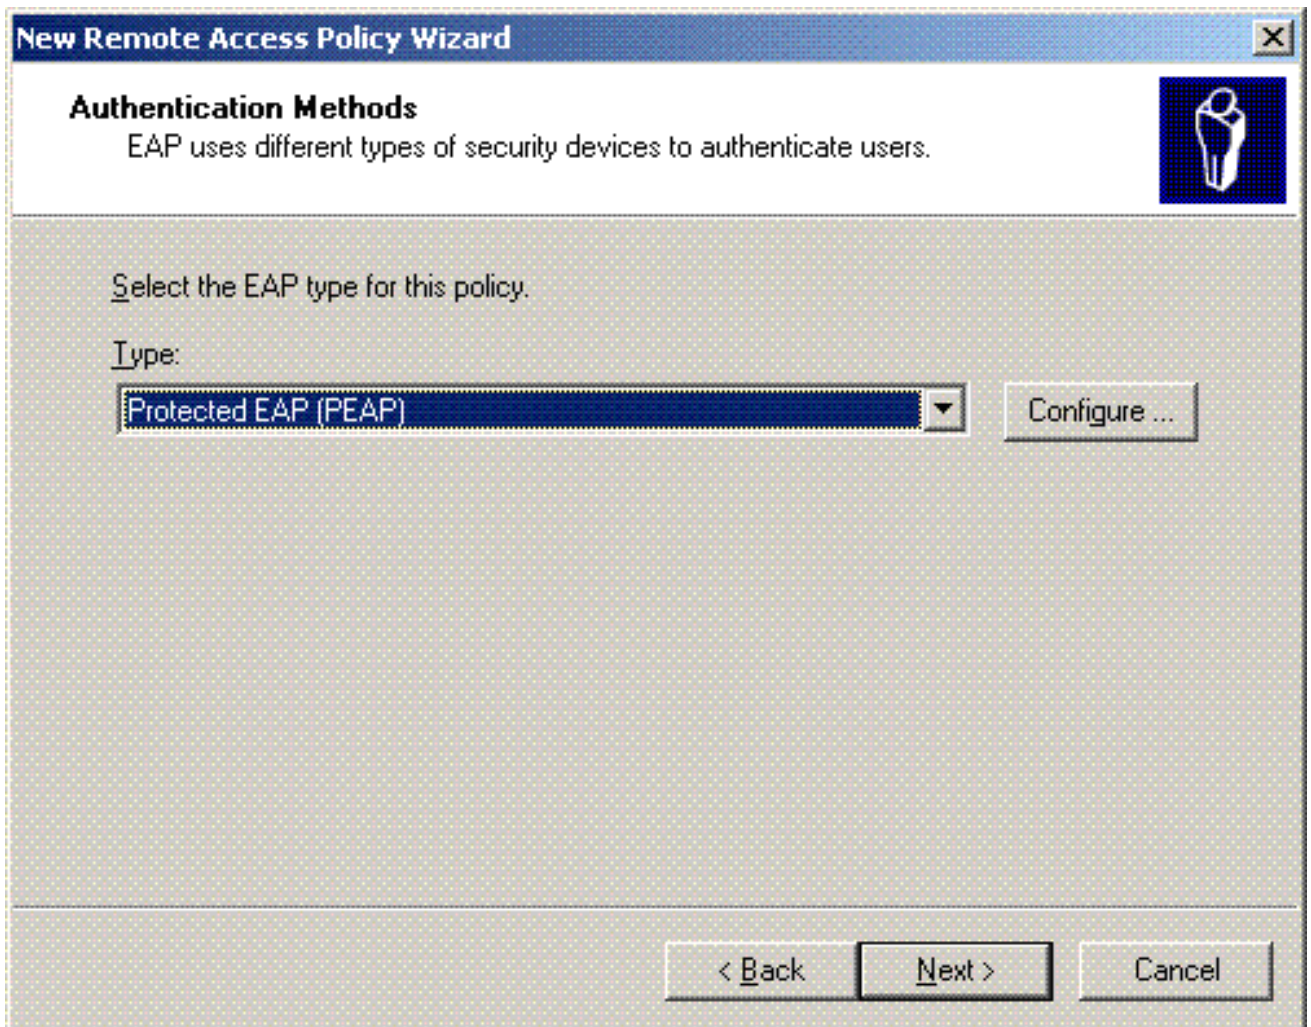 New Remote Access Policy Wizard
Authentication Methods
EAP uses different types of security devices to authenticate users.
Select the EAP type for this policy.
Type:
Protected EAP (PEAP)
Configure ...
< Back
Next >
Cancel